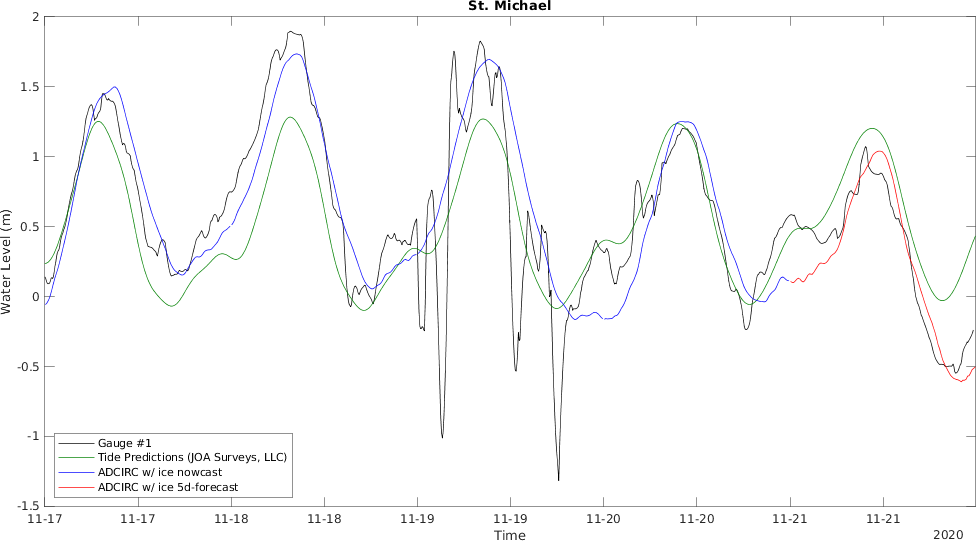 St. Michael
2
1.5
1
0.5
0
-0.5
-1
-1.5
Water Level (m)
Gauge #1
Tide Predictions (JOA Surveys, LLC)
ADCIRC w/ ice nowcast
ADCIRC w/ ice 5d-forecast
11-17 11-17 11-18 11-18 11-19 11-19 11-20 11-20 11-21 11-21
Time
2020